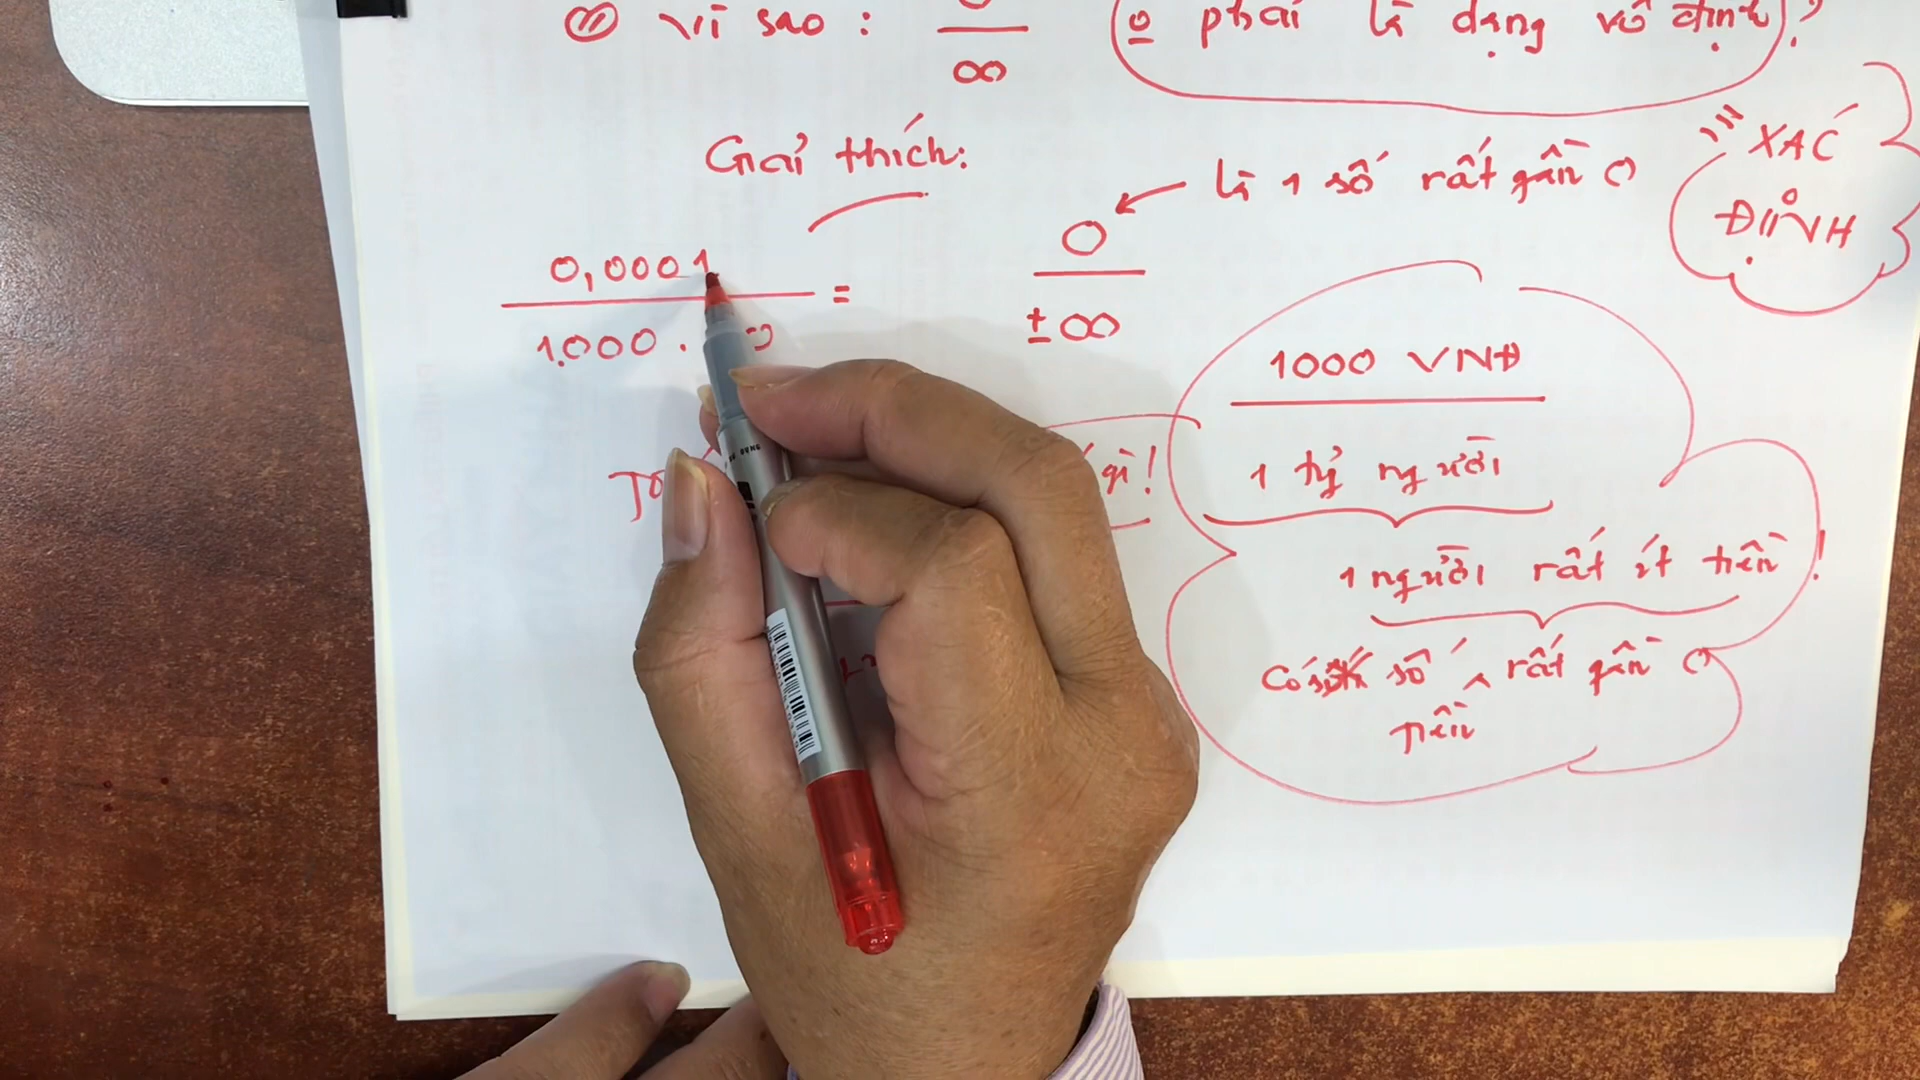 Vì sao : ∞ 0 phải là dạng vô định ?
Giải thích:
là 1 số rất gần 0
XÁC
ĐỊNH
0,0001
=
0
1.000.
±∞
1000 VNĐ
1 tỷ người
gì!
1 người rất ít tiền!
Có số rất gần 0
tiền